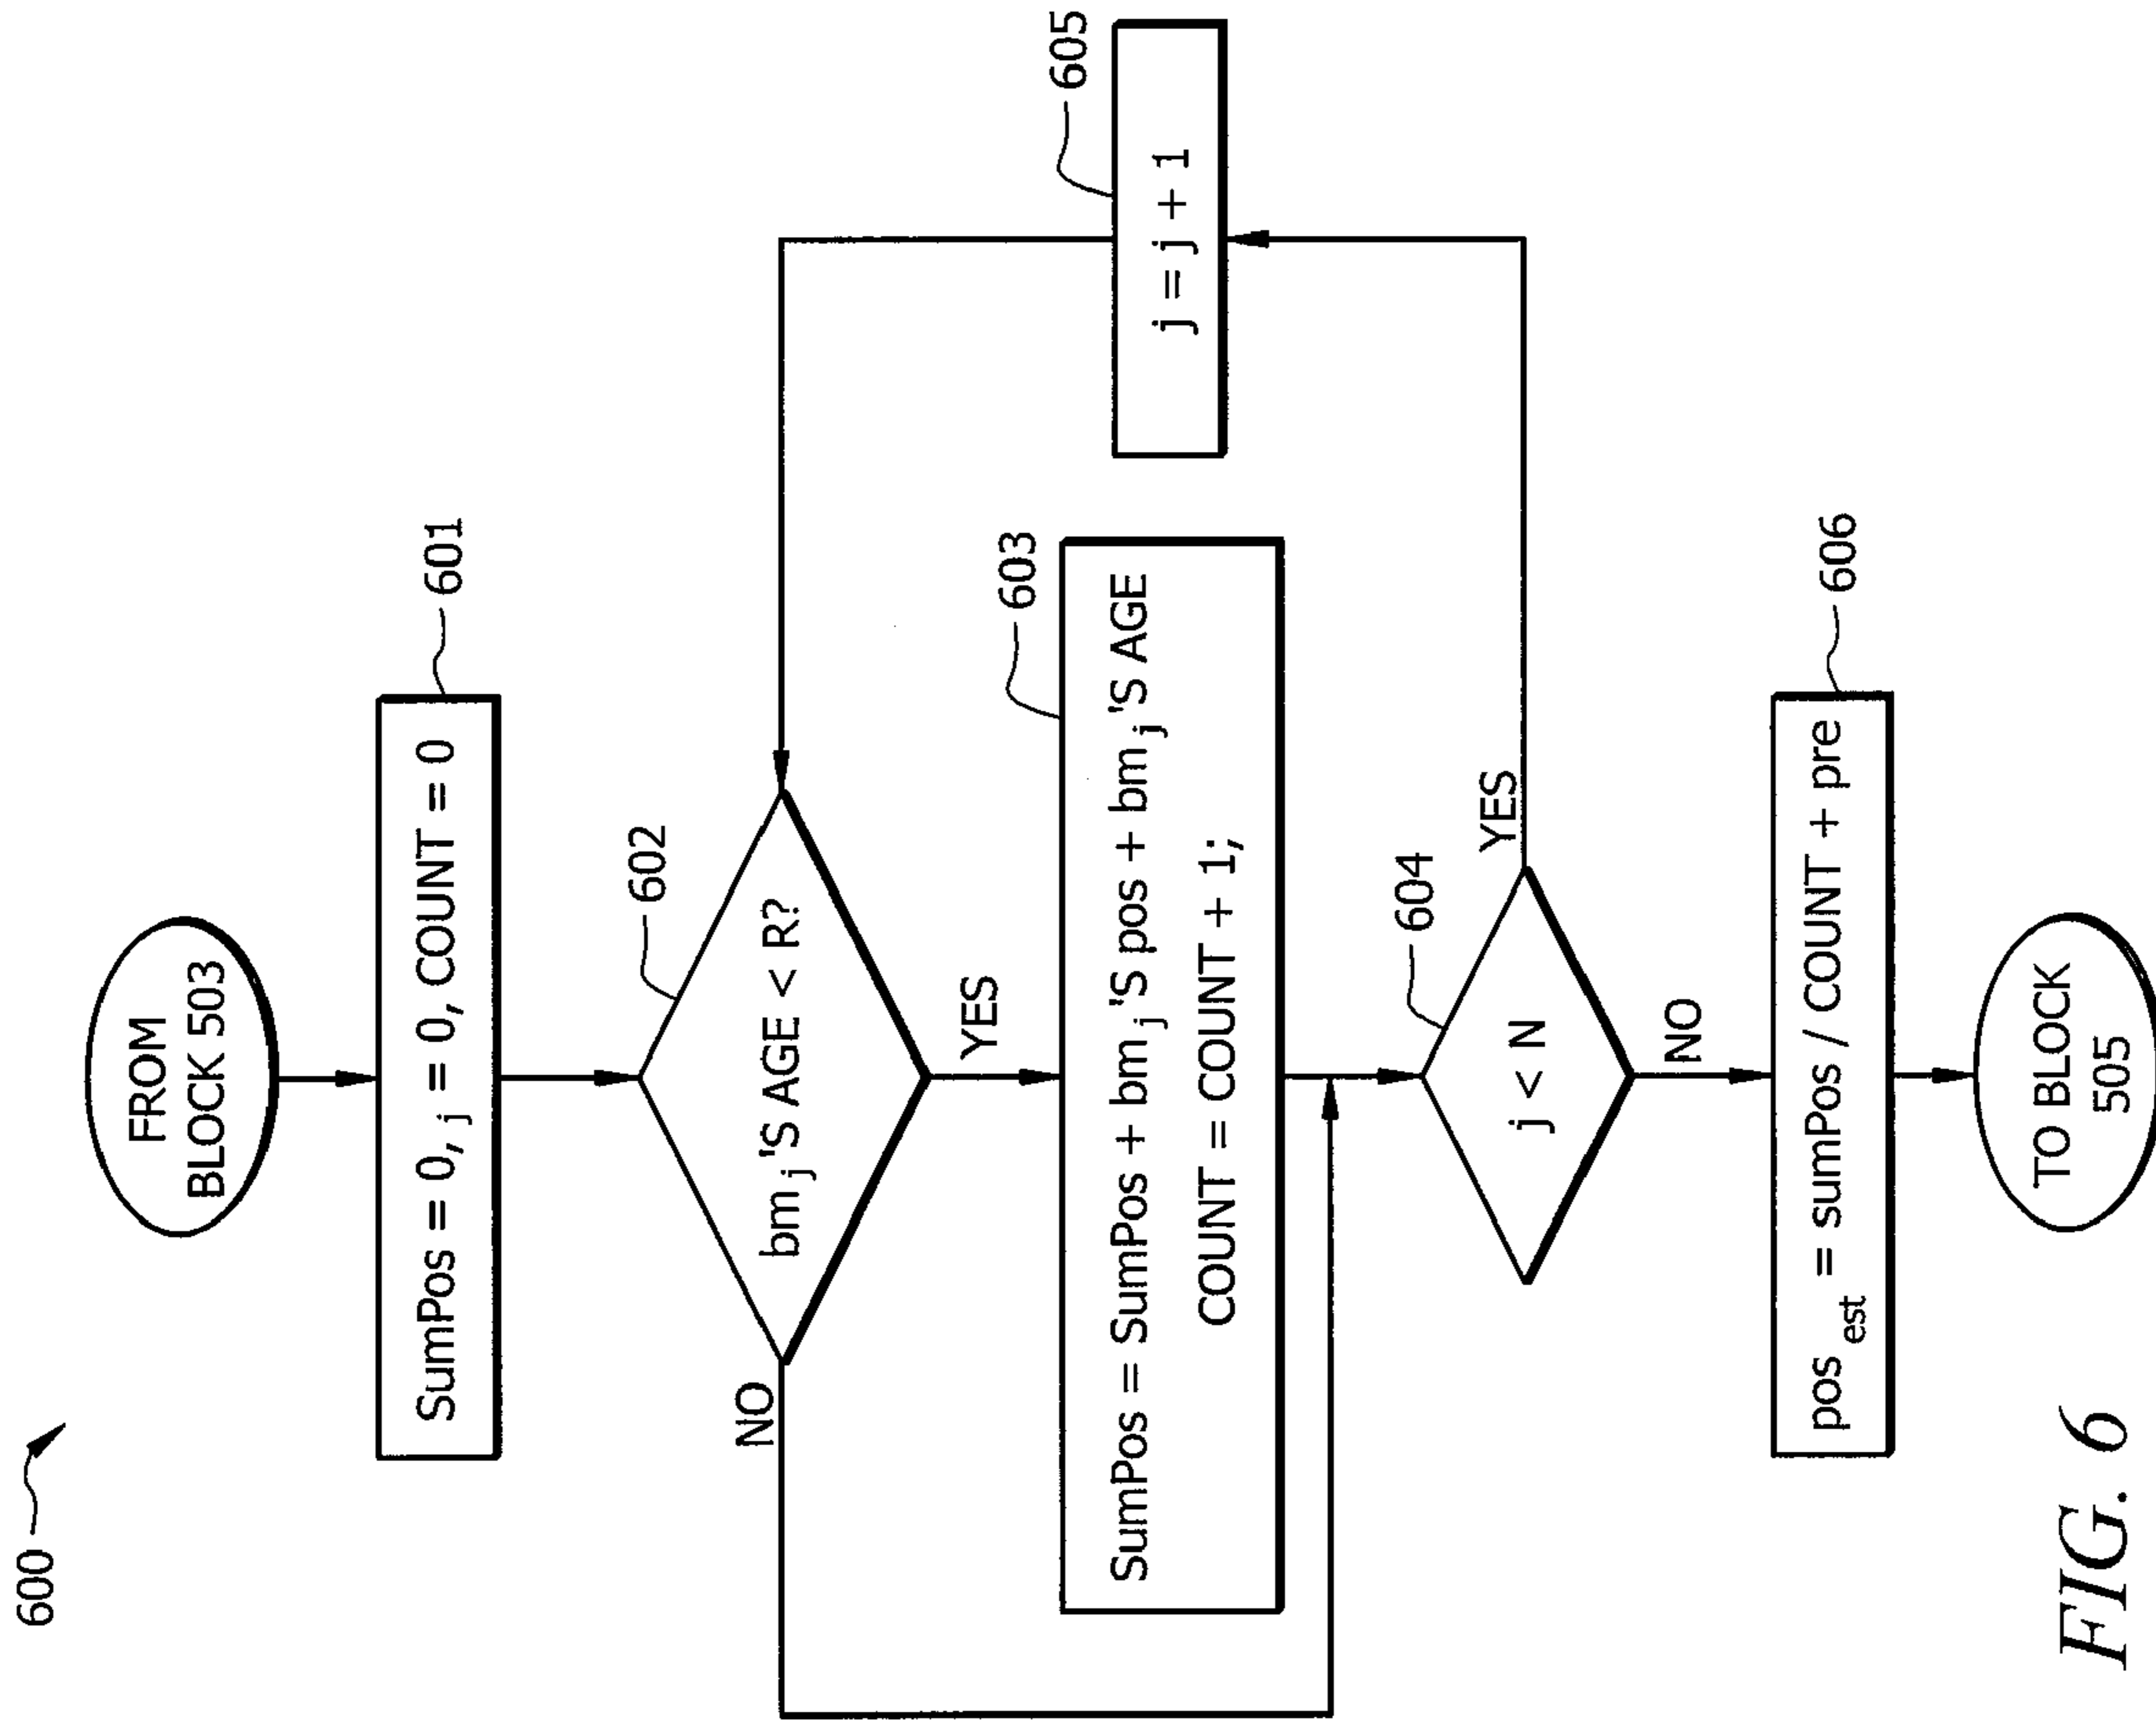 600
FROM
BLOCK 503
SumPos = 0, j = 0, COUNT = 0
601
602
bm j'S AGE < R?
NO
YES
603
SumPos = SumPos + bm j'S pos + bm j'S AGE
COUNT = COUNT + 1;
605
j = j + 1
604
j < N
YES
NO
606
pos est = sumPos / COUNT + pre
TO BLOCK
505
FIG. 6